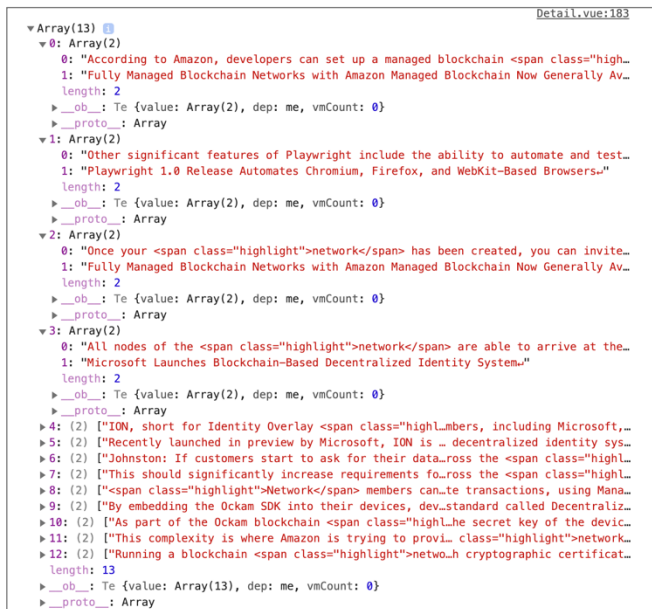 Detail.vue:183
▼Array(13) i
▼0: Array(2)
0: "According to Amazon, developers can set up a managed blockchain <span class="high…
1: "Fully Managed Blockchain Networks with Amazon Managed Blockchain Now Generally Av…
length: 2
▶__ob__: Te {value: Array(2), dep: me, vmCount: 0}
▶__proto__: Array
▼1: Array(2)
0: "Other significant features of Playwright include the ability to automate and test…
1: "Playwright 1.0 Release Automates Chromium, Firefox, and WebKit-Based Browsers↵"
length: 2
▶__ob__: Te {value: Array(2), dep: me, vmCount: 0}
▶__proto__: Array
▼2: Array(2)
0: "Once your <span class="highlight">network</span> has been created, you can invite…
1: "Fully Managed Blockchain Networks with Amazon Managed Blockchain Now Generally Av…
length: 2
▶__ob__: Te {value: Array(2), dep: me, vmCount: 0}
▶__proto__: Array
▼3: Array(2)
0: "All nodes of the <span class="highlight">network</span> are able to arrive at the…
1: "Microsoft Launches Blockchain-Based Decentralized Identity System↵"
length: 2
▶__ob__: Te {value: Array(2), dep: me, vmCount: 0}
▶__proto__: Array
▶4: (2) ["ION, short for Identity Overlay <span class="highl…mbers, including Microsoft,…
▶5: (2) ["Recently launched in preview by Microsoft, ION is … decentralized identity sys…
▶6: (2) ["Johnston: If customers start to ask for their data…ross the <span class="highl…
▶7: (2) ["This should significantly increase requirements fo…ross the <span class="highl…
▶8: (2) ["<span class="highlight">Network</span> members can…te transactions, using Mana…
▶9: (2) ["By embedding the Ockam SDK into their devices, dev…standard called Decentraliz…
▶10: (2) ["As part of the Ockam blockchain <span class="highl…he secret key of the devic…
▶11: (2) ["This complexity is where Amazon is trying to provi… class="highlight">network…
▶12: (2) ["Running a blockchain <span class="highlight">netwo…h cryptographic certificat…
length: 13
▶__ob__: Te {value: Array(13), dep: me, vmCount: 0}
▶__proto__: Array